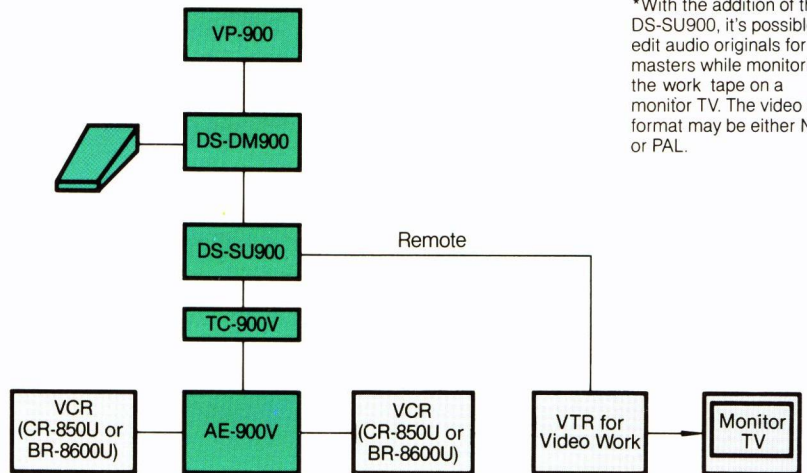 *With the addition of
DS-SU900, it's possible
edit audio originals for
masters while monitor
the work tape on a
monitor TV. The video
format may be either
or PAL.
VP-900
DS-DM900
DS-SU900
Remote
TC-900V
VCR
(CR-850U or
BR-8600U)
AE-900V
VCR
(CR-850U or
BR-8600U)
VTR for
Video Work
Monitor
TV